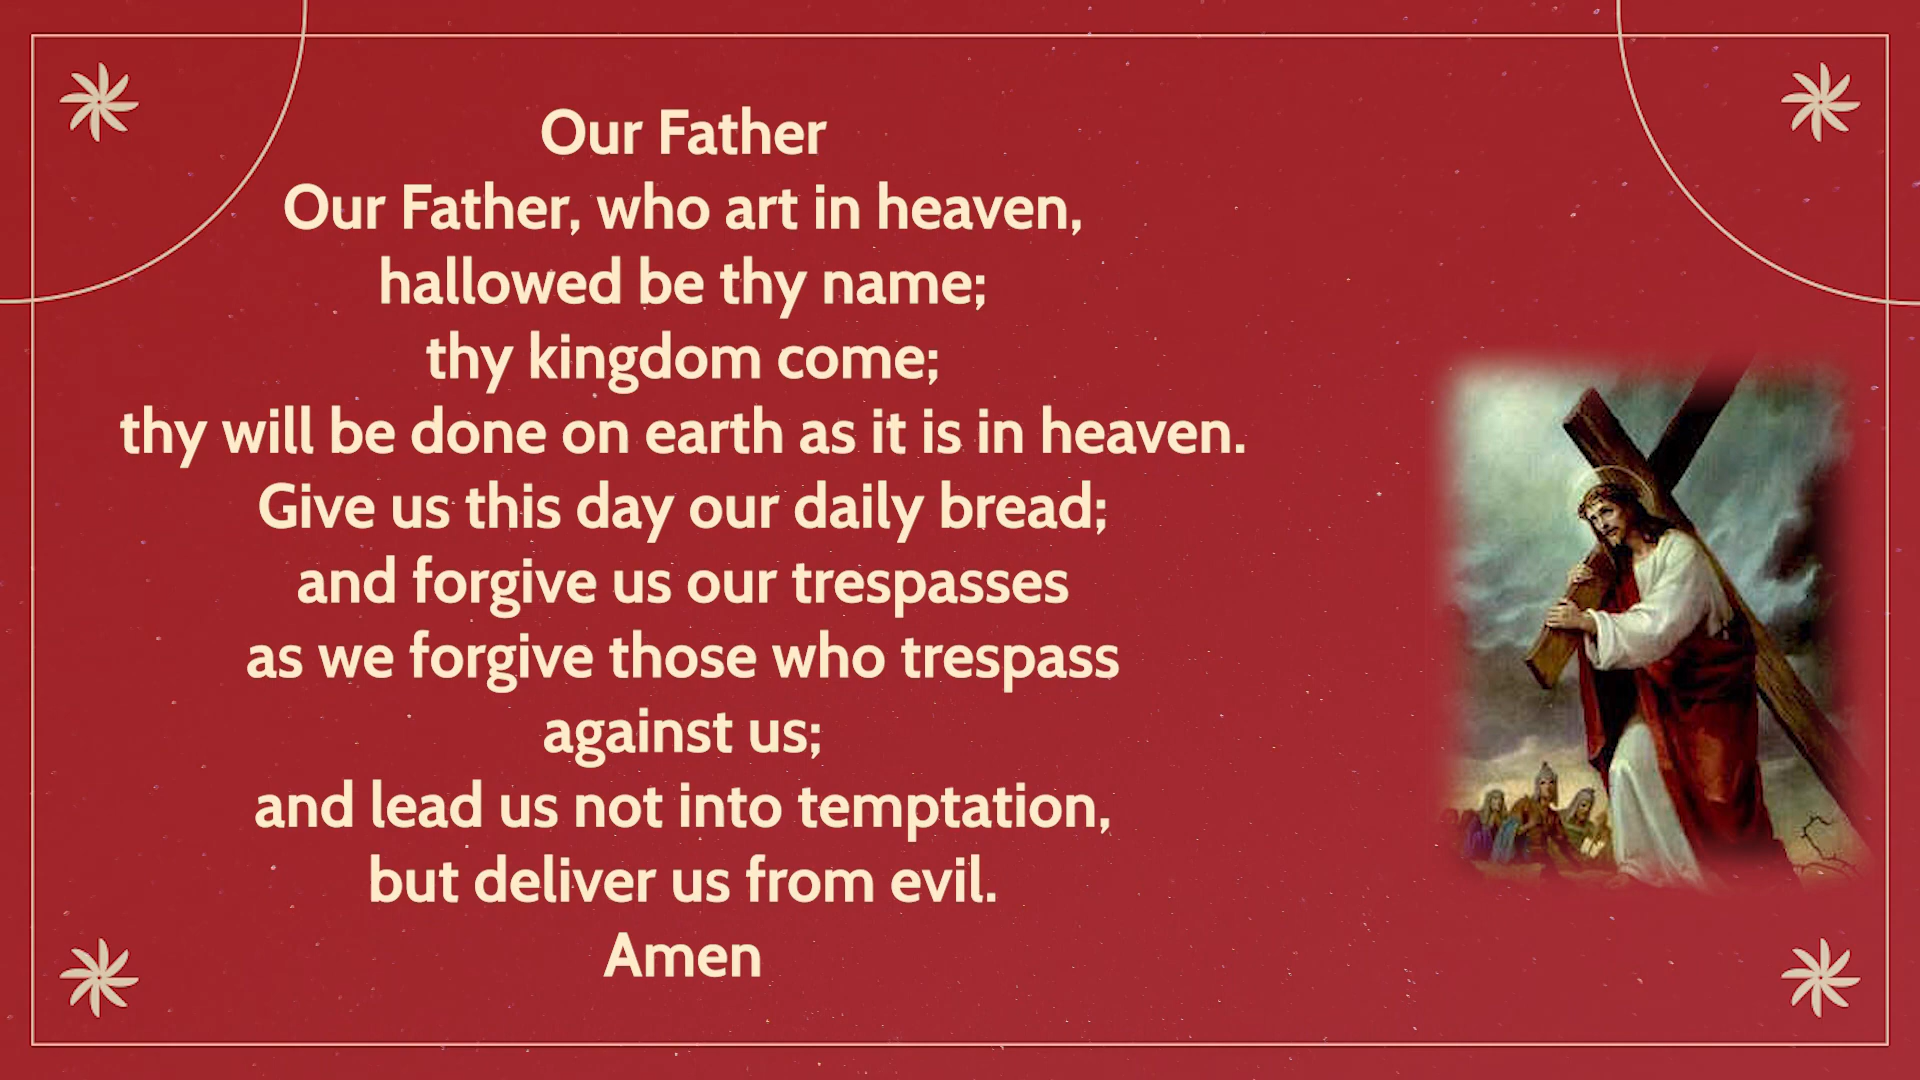 Our Father
Our Father, who art in heaven,
hallowed be thy name;
thy kingdom come;
thy will be done on earth as it is in heaven.
Give us this day our daily bread;
and forgive us our trespasses
as we forgive those who trespass
against us;
and lead us not into temptation,
but deliver us from evil.
Amen